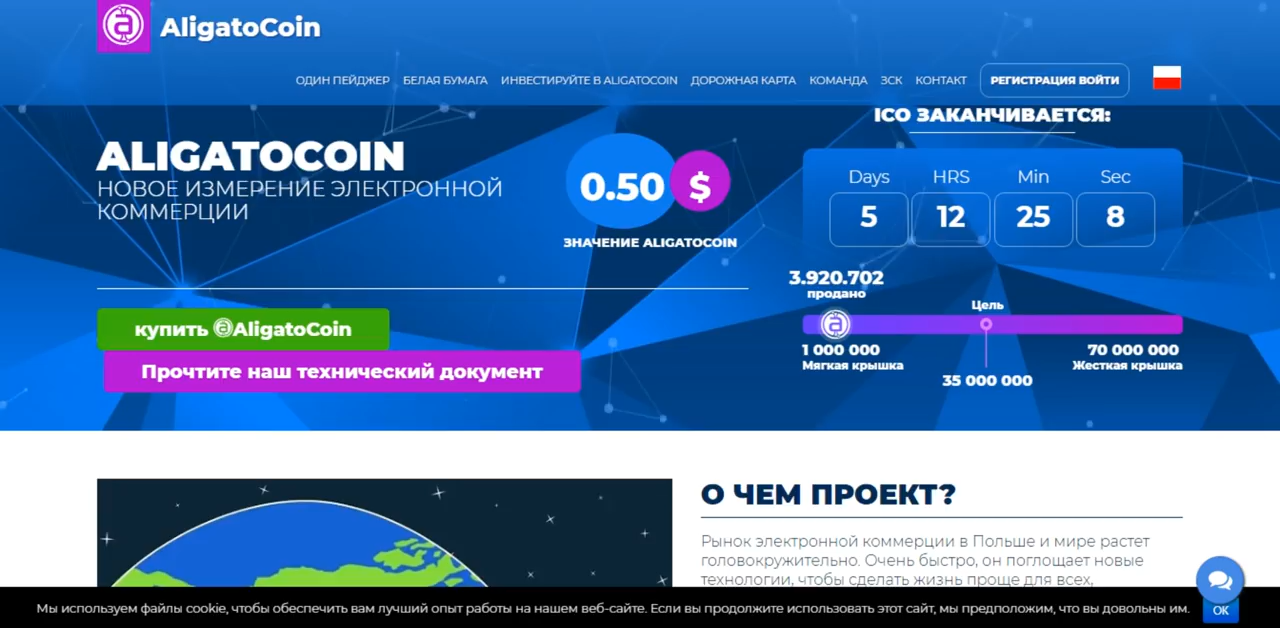 AligatoCoin
ОДИН ПЕЙДЖЕР БЕЛАЯ БУМАГА ИНВЕСТИРУЙТЕ В ALIGATOCOIN ДОРОЖНАЯ КАРТА КОМАНДА ЗСК КОНТАКТ РЕГИСТРАЦИЯ ВОЙТИ
ALIGATOCOIN
НОВОЕ ИЗМЕРЕНИЕ ЭЛЕКТРОННОЙ
КОММЕРЦИИ
0.50 $
ЗНАЧЕНИЕ ALIGATOCOIN
ICO ЗАКАНЧИВАЕТСЯ:
Days HRS Min Sec
5 12 25 8
3.920.702
продано
Цель
1 000 000
Мягкая крышка
35 000 000
70 000 000
Жесткая крышка
купить AligatoCoin
Прочтите наш технический документ
О ЧЕМ ПРОЕКТ?
Рынок электронной коммерции в Польше и мире растет
головокружительно. Очень быстро, он поглощает новые
технологии, чтобы сделать жизнь проще для всех,
Мы используем файлы cookie, чтобы обеспечить вам лучший опыт работы на нашем веб-сайте. Если вы продолжите использовать этот сайт, мы предположим, что вы довольны им.
ОК